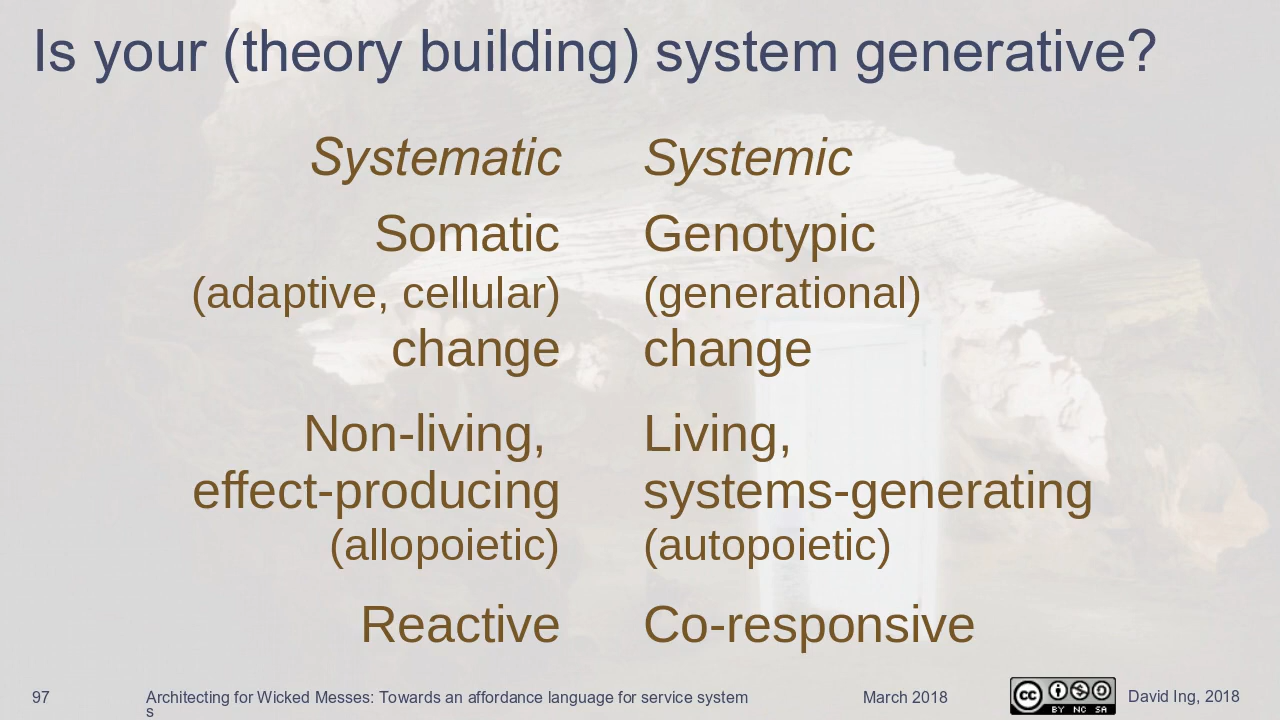 Is your (theory building) system generative?
Systematic
Systemic
Somatic
(adaptive, cellular)
change
Genotypic
(generational)
change
Non-living,
effect-producing
(allopoietic)
Living,
systems-generating
(autopoietic)
Reactive
Co-responsive
97
Architecting for Wicked Messes: Towards an affordance language for service system
s
March 2018
cc
BY NC SA
David Ing, 2018